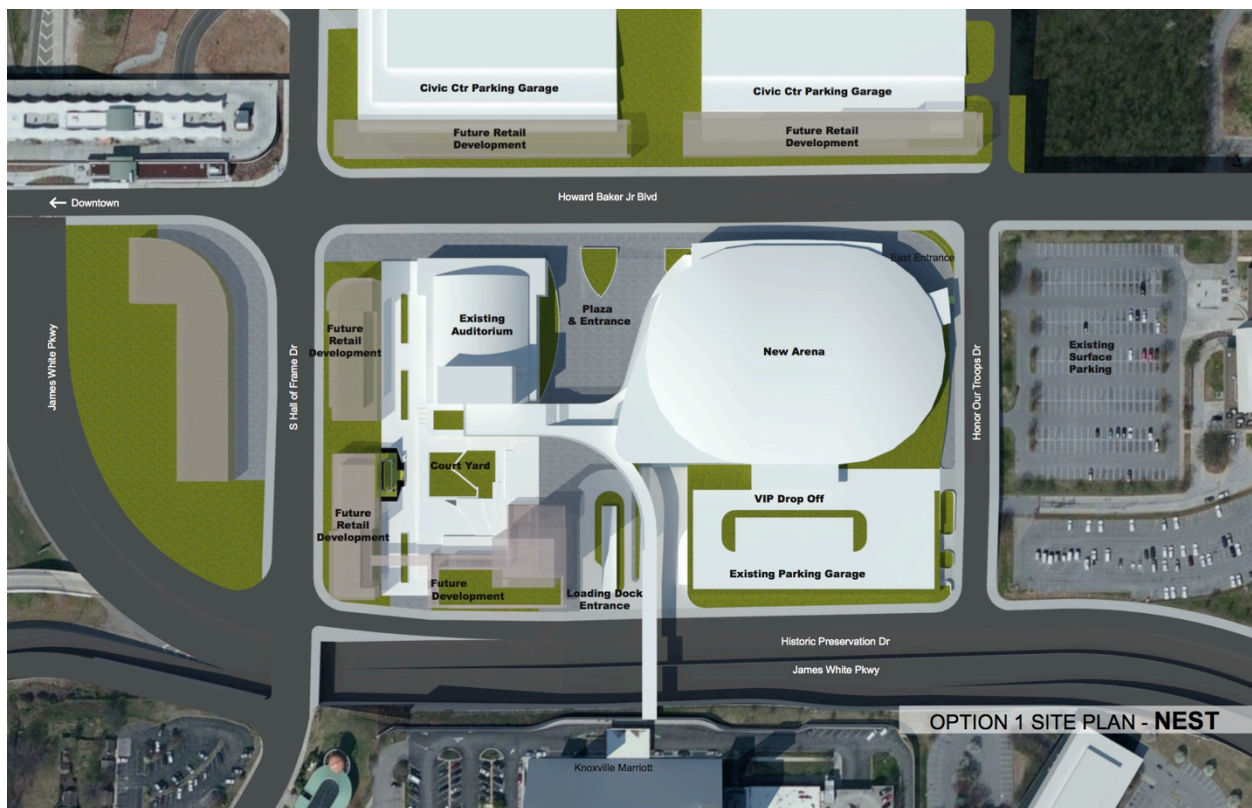 Civic Ctr Parking Garage
Civic Ctr Parking Garage
Future Retail
Development
Future Retail
Development
Howard Baker Jr Blvd
← Downtown
James White Pkwy
S Hall of Frame Dr
Future
Retail
Development
Existing
Auditorium
Plaza
& Entrance
East Entrance
New Arena
Honor Our Troops Dr
Existing
Surface
Parking
Court Yard
Future
Retail
Development
VIP Drop Off
Existing Parking Garage
Future
Development
Loading Dock
Entrance
Historic Preservation Dr
James White Pkwy
OPTION 1 SITE PLAN - NEST
Knoxville Marriott